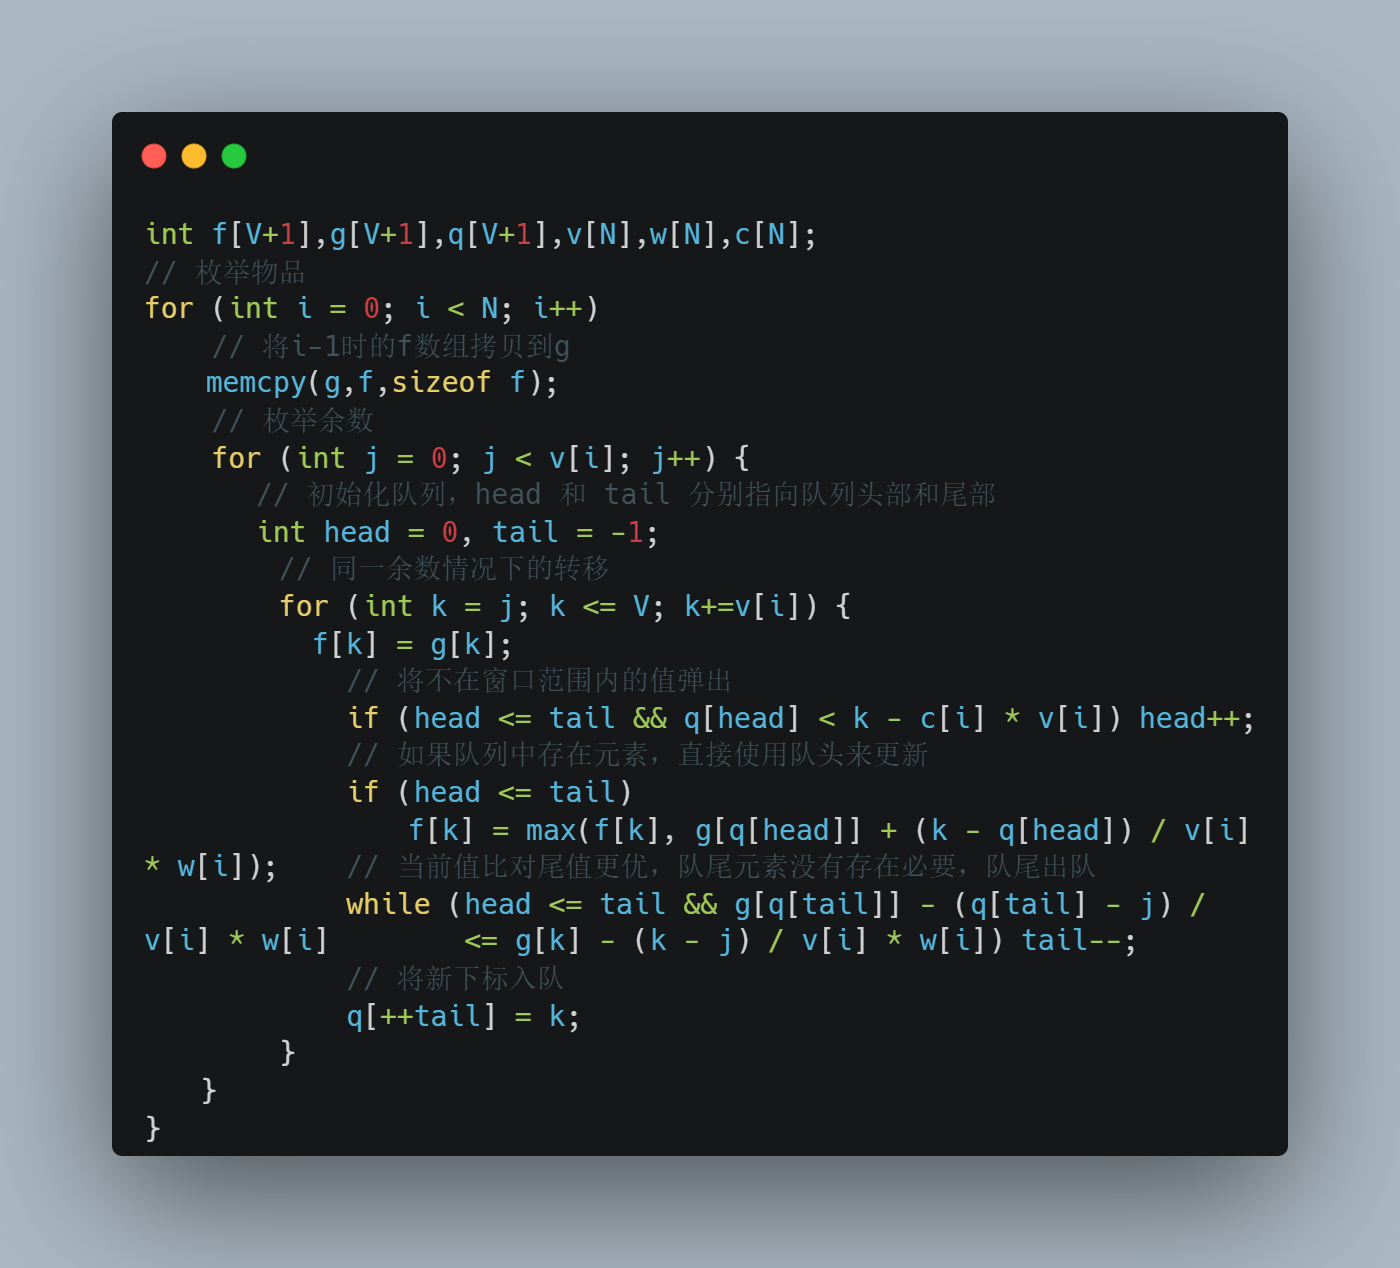 int f[V+1],g[V+1],q[V+1],v[N],w[N],c[N];
// 枚举物品
for (int i = 0; i < N; i++)
    // 将i-1时的f数组拷贝到g
    memcpy(g,f,sizeof f);
    // 枚举余数
    for (int j = 0; j < v[i]; j++) {
       // 初始化队列，head 和 tail 分别指向队列头部和尾部
       int head = 0, tail = -1;
        // 同一余数情况下的转移
        for (int k = j; k <= V; k+=v[i]) {
          f[k] = g[k];
            // 将不在窗口范围内的值弹出
            if (head <= tail && q[head] < k - c[i] * v[i]) head++;
            // 如果队列中存在元素，直接使用队头来更新
            if (head <= tail)
                f[k] = max(f[k], g[q[head]] + (k - q[head]) / v[i]
* w[i]);    // 当前值比对尾值更优，队尾元素没有存在必要，队尾出队
            while (head <= tail && g[q[tail]] - (q[tail] - j) /
v[i] * w[i]        <= g[k] - (k - j) / v[i] * w[i]) tail--;
            // 将新下标入队
            q[++tail] = k;
        }
    }
}